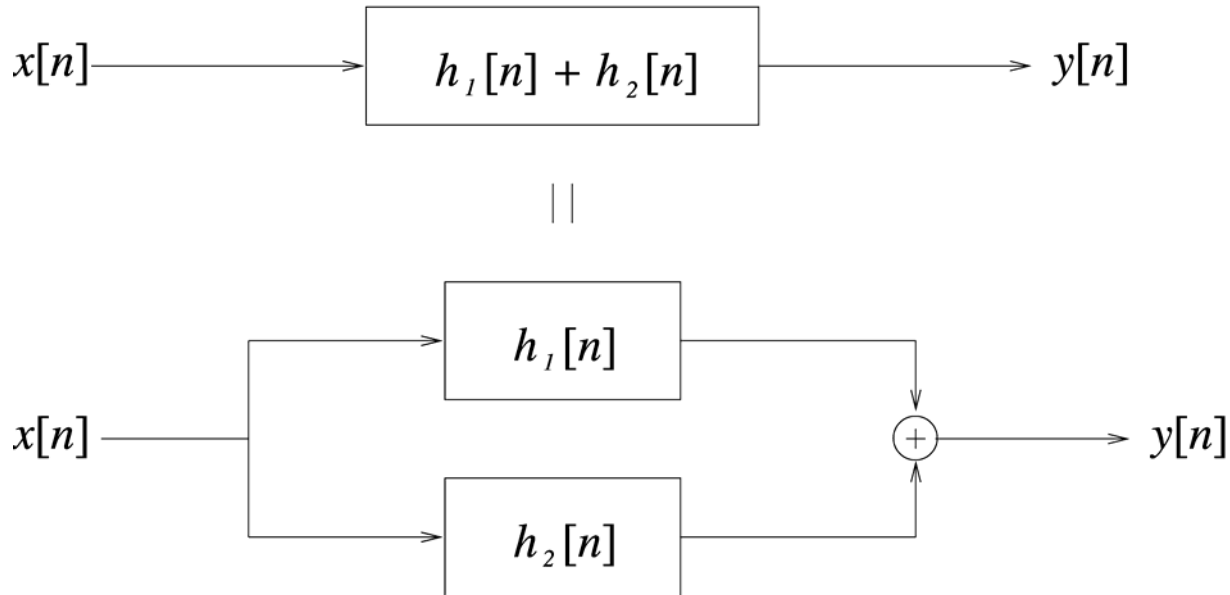 x[n] h₁[n] + h₂[n] y[n]
||
h₁[n]
x[n] + y[n]
h₂[n]